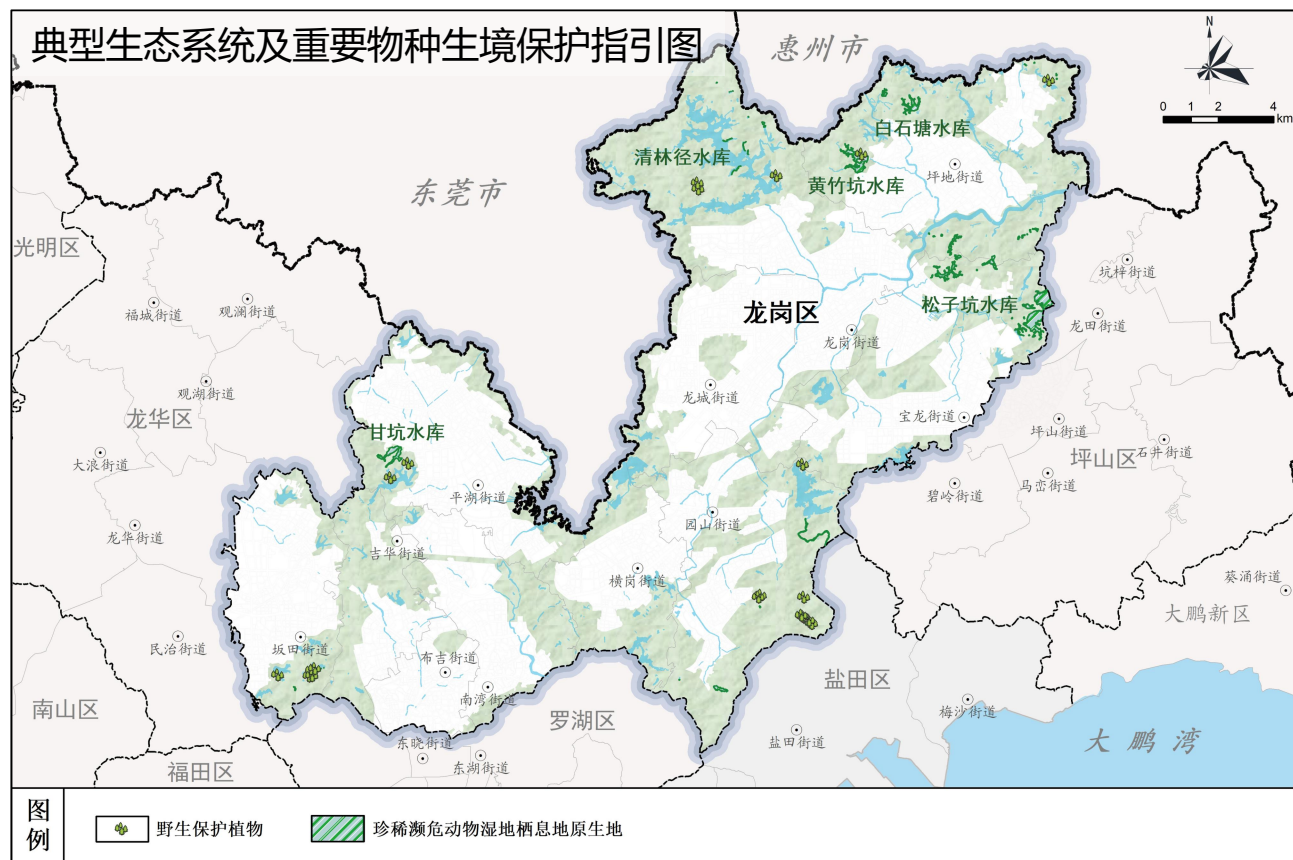 典型生态系统及重要物种生境保护指引图
惠州市
N
0 1 2 4
km
白石塘水库
清林径水库
坪地街道
黄竹坑水库
东莞市
光明区
坑梓街道
福城街道
观澜街道
龙岗区
松子坑水库
龙田街道
龙岗街道
观湖街道
龙城街道
龙华区
宝龙街道
坪山街道
甘坑水库
石井街道
大浪街道
坪山区
马峦街道
平湖街道
碧岭街道
园山街道
龙华街道
吉华街道
横岗街道
葵涌街道
大鹏新区
民治街道
坂田街道
布吉街道
盐田区
南湾街道
南山区
梅沙街道
罗湖区
盐田街道
大鹏湾
东晓街道
东湖街道
福田区
图例
野生保护植物
珍稀濒危动物湿地栖息地原生地